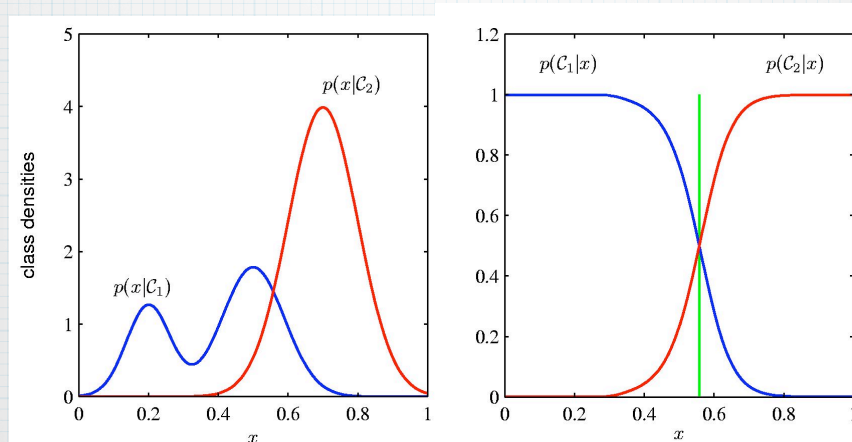 class densities
5
4
3
2
1
0
p(x|C₂)
p(x|C₁)
0 0.2 0.4 0.6 0.8 1
x
1.2
1
0.8
0.6
0.4
0.2
0
p(C₁|x) p(C₂|x)
0 0.2 0.4 0.6 0.8 1
x